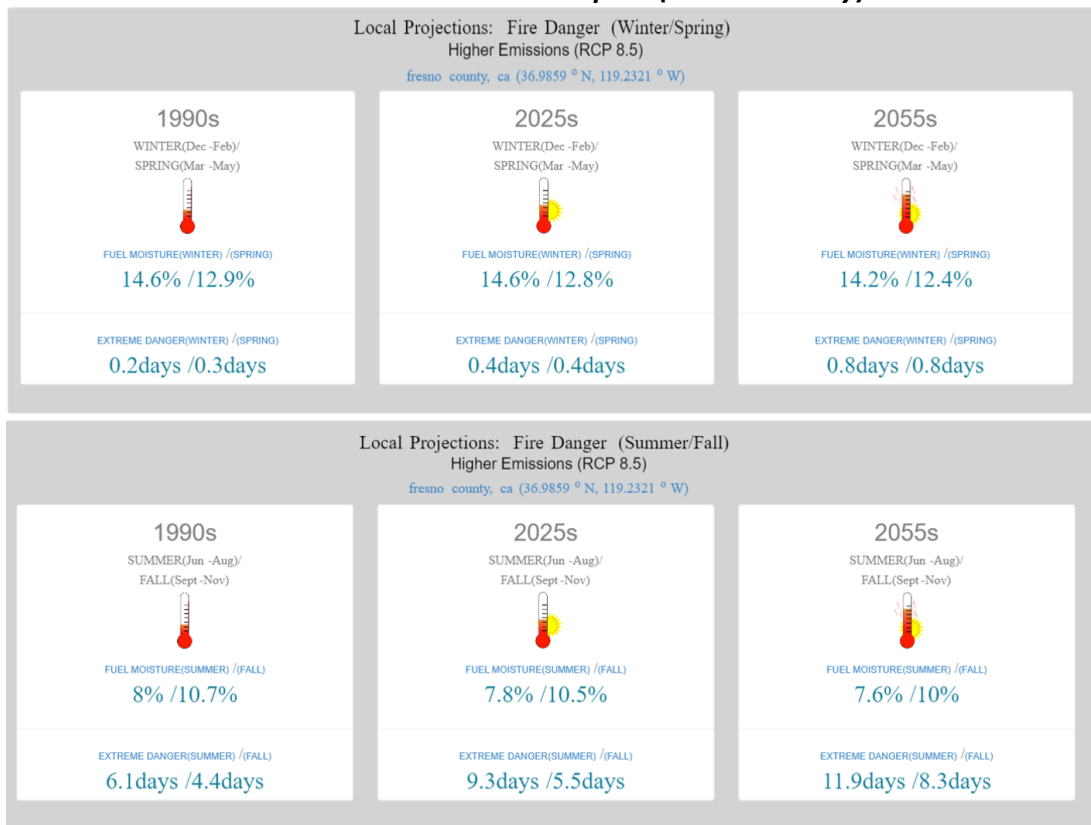 Local Projections: Fire Danger (Winter/Spring)
Higher Emissions (RCP 8.5)
fresno county, ca (36.9859 ° N, 119.2321 ° W)
1990s
WINTER(Dec -Feb)/
SPRING(Mar -May)
FUEL MOISTURE(WINTER) /(SPRING)
14.6% /12.9%
EXTREME DANGER(WINTER) /(SPRING)
0.2days /0.3days
2025s
WINTER(Dec -Feb)/
SPRING(Mar -May)
FUEL MOISTURE(WINTER) /(SPRING)
14.6% /12.8%
EXTREME DANGER(WINTER) /(SPRING)
0.4days /0.4days
2055s
WINTER(Dec -Feb)/
SPRING(Mar -May)
FUEL MOISTURE(WINTER) /(SPRING)
14.2% /12.4%
EXTREME DANGER(WINTER) /(SPRING)
0.8days /0.8days
Local Projections: Fire Danger (Summer/Fall)
Higher Emissions (RCP 8.5)
fresno county, ca (36.9859 ° N, 119.2321 ° W)
1990s
SUMMER(Jun -Aug)/
FALL(Sept -Nov)
FUEL MOISTURE(SUMMER) /(FALL)
8% /10.7%
EXTREME DANGER(SUMMER) /(FALL)
6.1days /4.4days
2025s
SUMMER(Jun -Aug)/
FALL(Sept -Nov)
FUEL MOISTURE(SUMMER) /(FALL)
7.8% /10.5%
EXTREME DANGER(SUMMER) /(FALL)
9.3days /5.5days
2055s
SUMMER(Jun -Aug)/
FALL(Sept -Nov)
FUEL MOISTURE(SUMMER) /(FALL)
7.6% /10%
EXTREME DANGER(SUMMER) /(FALL)
11.9days /8.3days